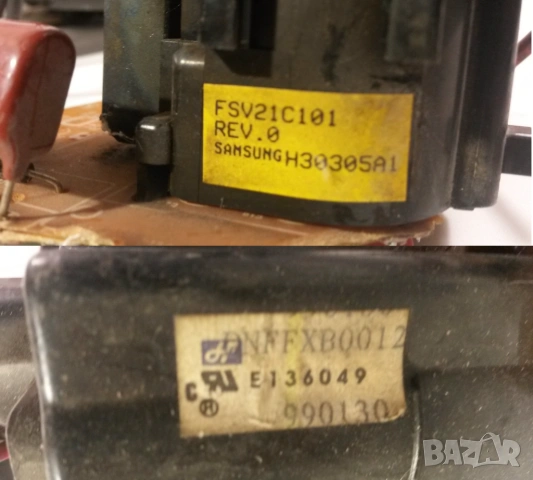 FSV21C101
REV.0
SAMSUNG H30305A1
DNFFXB0012
E136049
990130
BAZAR